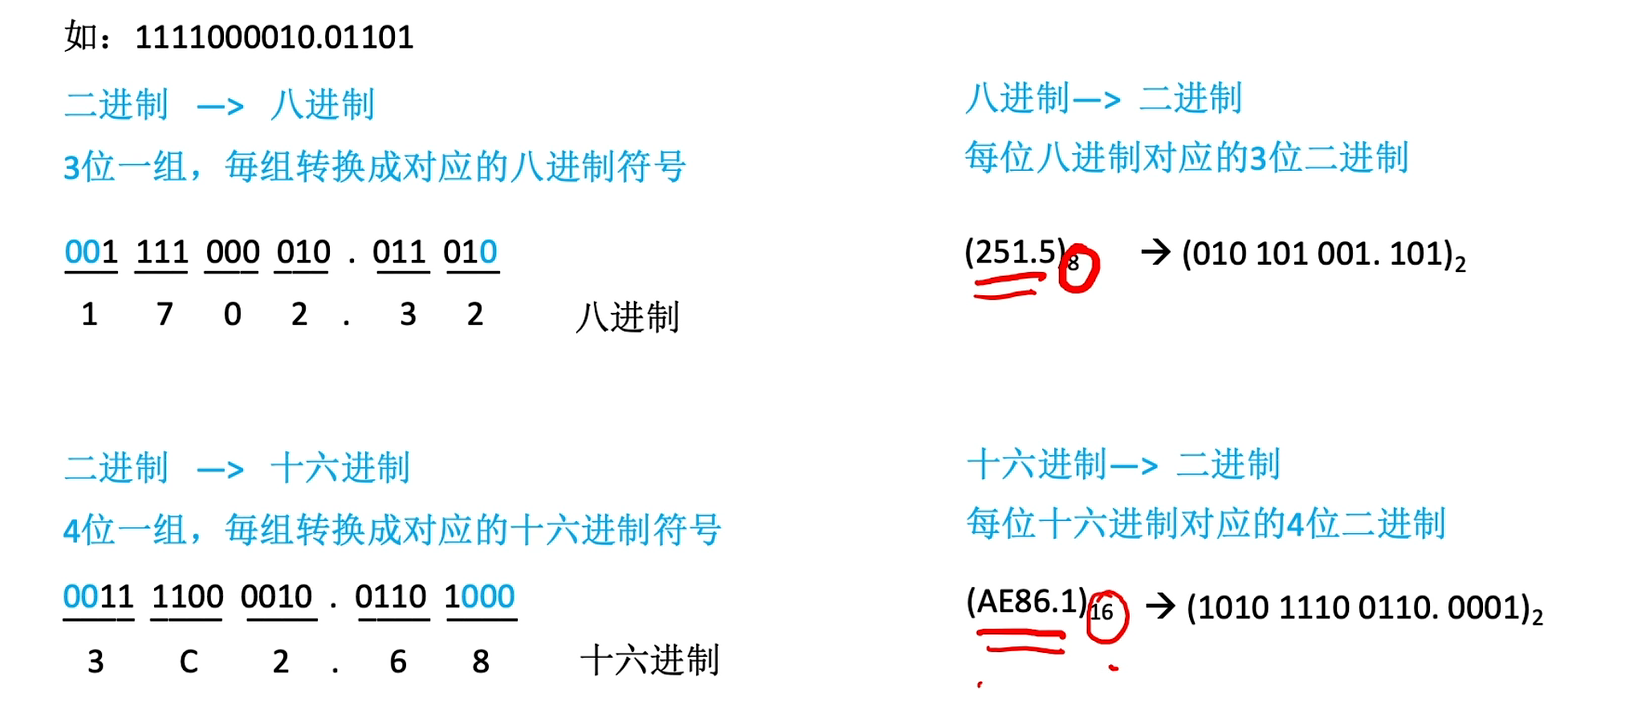 如：1111000010.01101
二进制 —> 八进制
3位一组，每组转换成对应的八进制符号
001 111 000 010 . 011 010
1 7 0 2 . 3 2 八进制
二进制 —> 十六进制
4位一组，每组转换成对应的十六进制符号
0011 1100 0010 . 0110 1000
3 C 2 . 6 8 十六进制
八进制—> 二进制
每位八进制对应的3位二进制
(251.5)8 → (010 101 001. 101)2
十六进制—> 二进制
每位十六进制对应的4位二进制
(AE86.1)16 → (1010 1110 0110. 0001)2